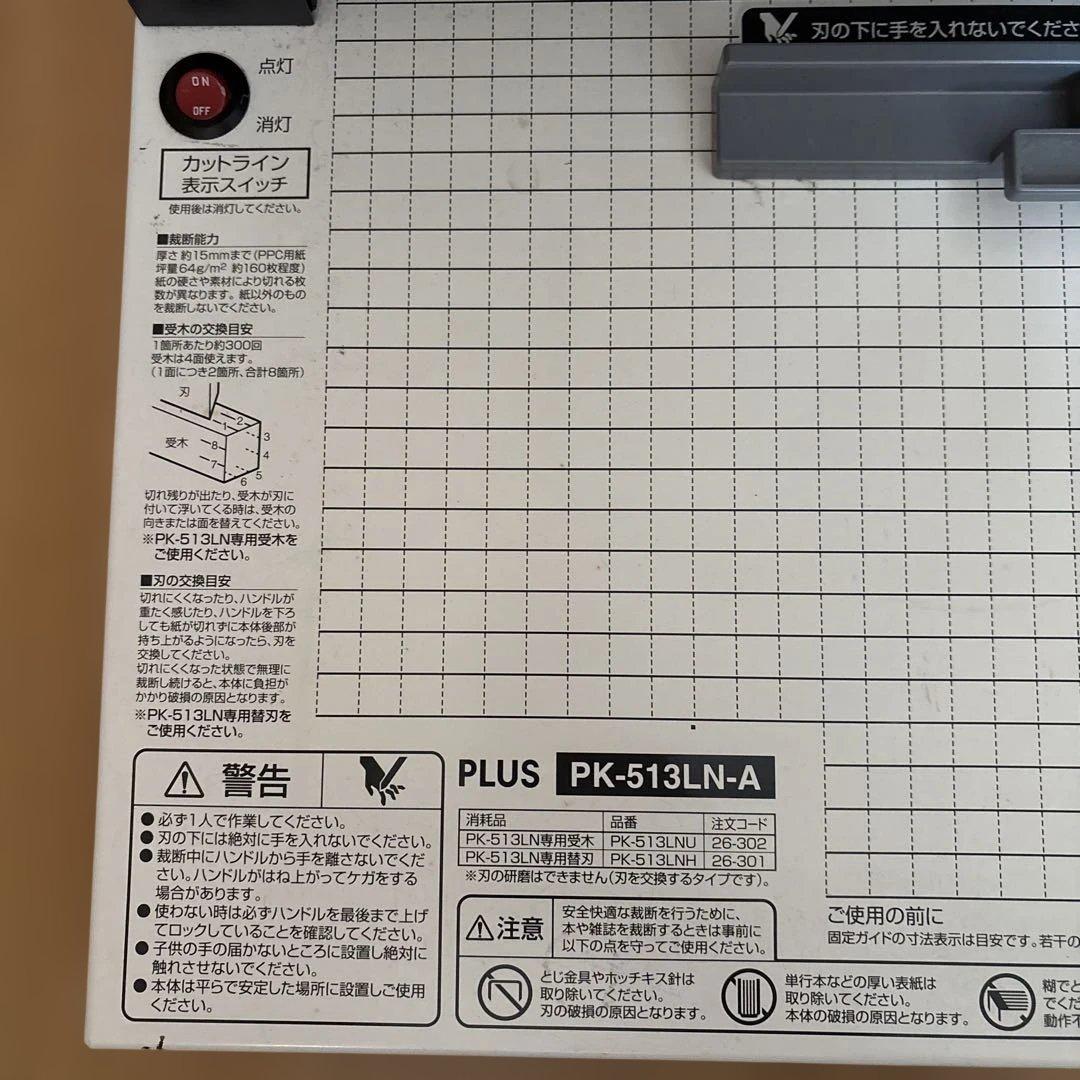 刃の下に手を入れないでくださ
ON
点灯
OFF
消灯
カットライン
表示スイッチ
使用後は消灯してください。
■裁断能力
厚さ 約15mmまで(PPC用紙
坪量64g/m² 約160枚程度)
紙の硬さや素材により切れる枚
数が異なります。紙以外のもの
を裁断しないでください。
■受木の交換目安
1箇所あたり約300回
受木は4面使えます。
(1面につき2箇所、合計8箇所)
刃
受木
1
2
3
4
5
6
7
8
切れ残りが出たり、受木が刃に
付いて浮いてくる時は、受木の
向きまたは面を替えてください。
※PK-513LN専用受木を
ご使用ください。
■刃の交換目安
切れにくくなったり、ハンドルが
重たく感じたり、ハンドルを下ろ
しても紙が切れずに本体後部が
持ち上がるようになったら、刃を
交換してください。
切れにくくなった状態で無理に
裁断し続けると、本体に負担が
かかり破損の原因となります。
※PK-513LN専用替刃を
ご使用ください。
警告
●必ず1人で作業してください。
●刃の下には絶対に手を入れないでください。
●裁断中にハンドルから手を離さないでくだ
さい。ハンドルがはね上がってケガをする
場合があります。
●使わない時は必ずハンドルを最後まで上げ
てロックしていることを確認してください。
●子供の手の届かないところに設置し絶対に
触れさせないでください。
●本体は平らで安定した場所に設置しご使用
ください。
PLUS PK-513LN-A
消耗品 品番 注文コード
PK-513LN専用受木 PK-513LNU 26-302
PK-513LN専用替刃 PK-513LNH 26-301
※刃の研磨はできません(刃を交換するタイプです)。
注意
安全快適な裁断を行うために、
本や雑誌を裁断するときは事前に
以下の点を守ってご使用ください。
とじ金具やホッチキス針は
取り除いてください。
刃の破損の原因となります。
単行本などの厚い表紙は
取り除いてください。
本体の破損の原因となります。
糊でと
でくだ
動作不
ご使用の前に
固定ガイドの寸法表示は目安です。若干の